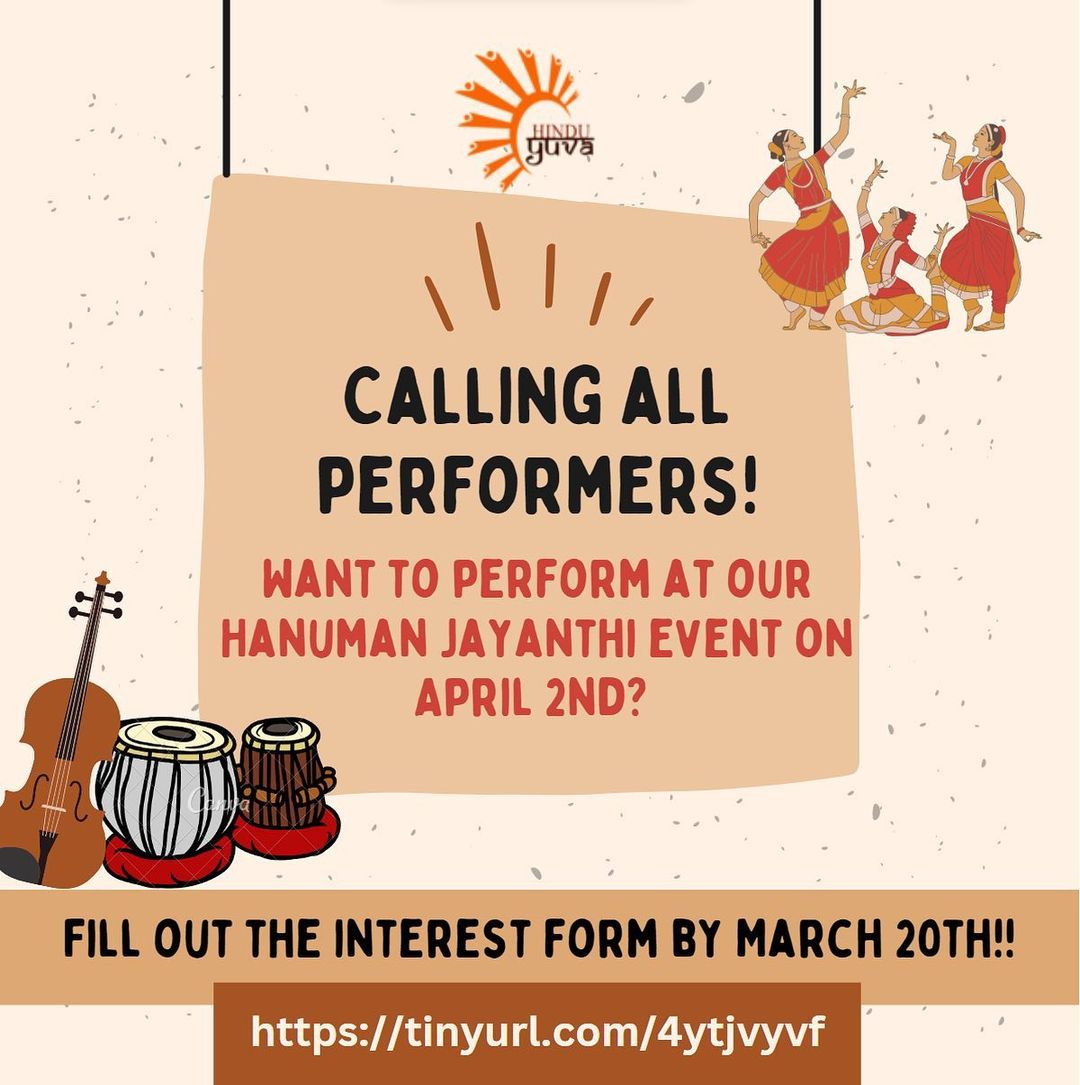 HINDU
yuva
CALLING ALL
PERFORMERS!
WANT TO PERFORM AT OUR
HANUMAN JAYANTHI EVENT ON
APRIL 2ND?
Canva
FILL OUT THE INTEREST FORM BY MARCH 20TH!!
https://tinyurl.com/4ytjvyvf